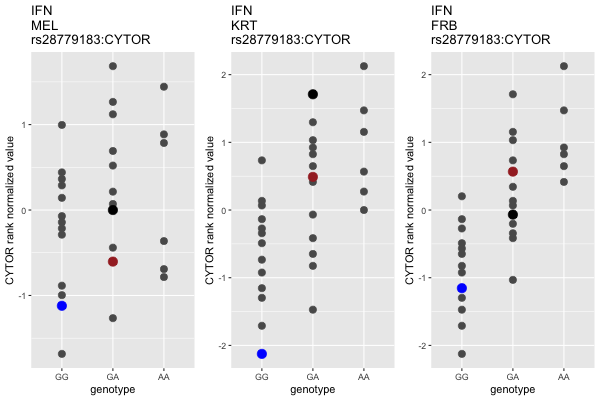 IFN
MEL
rs28779183:CYTOR
IFN
KRT
rs28779183:CYTOR
IFN
FRB
rs28779183:CYTOR
CYTOR rank normalized value
1
0
-1
GG GA AA
genotype
CYTOR rank normalized value
2
1
0
-1
-2
GG GA AA
genotype
CYTOR rank normalized value
2
1
0
-1
-2
GG GA AA
genotype